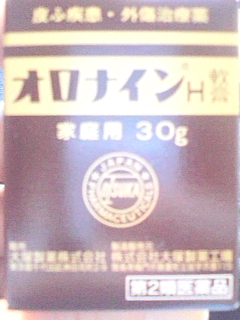 皮ふ疾患・外傷治療薬
オロナインH軟膏
家庭用 30g
JAPAN
PHARMACEUTICAL
大塚製薬株式会社
株式会社大塚製薬工場
第2類医薬品